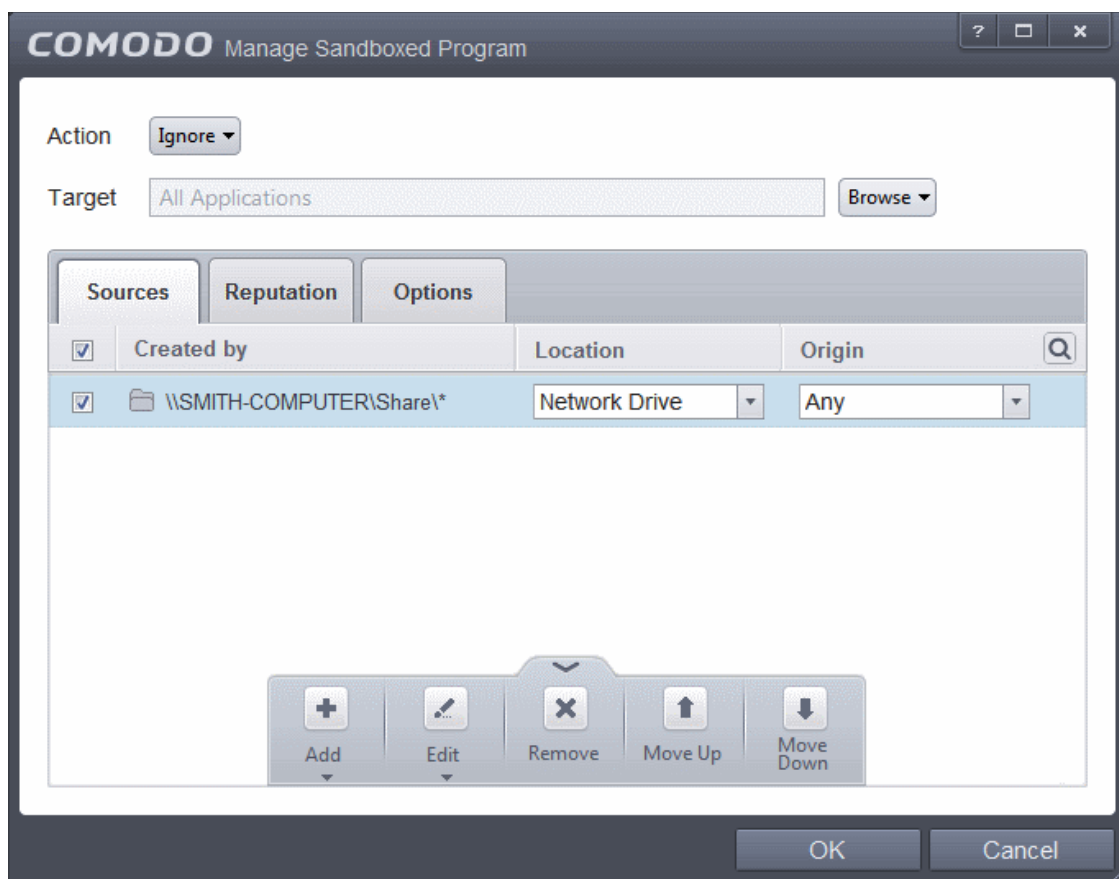 COMODO Manage Sandboxed Program ?
Action Ignore
Target All Applications Browse
Sources Reputation Options
Created by Location Origin
\\SMITH-COMPUTER\Share\* Network Drive Any
Add Edit Remove Move Up Move Down
OK Cancel